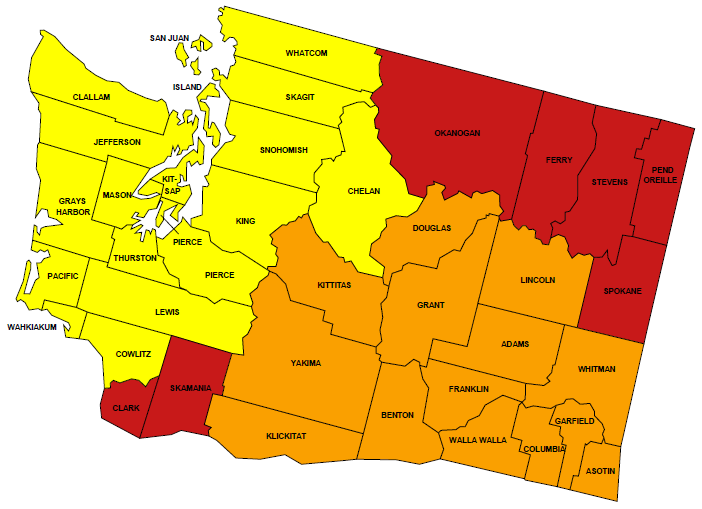 SAN JUAN
WHATCOM
ISLAND
SKAGIT
CLALLAM
OKANOGAN
JEFFERSON
SNOHOMISH
FERRY
PEND
OREILLE
STEVENS
KIT-
SAP
CHELAN
MASON
GRAYS
HARBOR
KING
DOUGLAS
PIERCE
THURSTON
PIERCE
PACIFIC
KITTITAS
LINCOLN
SPOKANE
GRANT
LEWIS
WAHKIAKUM
ADAMS
COWLITZ
YAKIMA
WHITMAN
SKAMANIA
FRANKLIN
CLARK
BENTON
GARFIELD
KLICKITAT
WALLA WALLA
COLUMBIA
ASOTIN